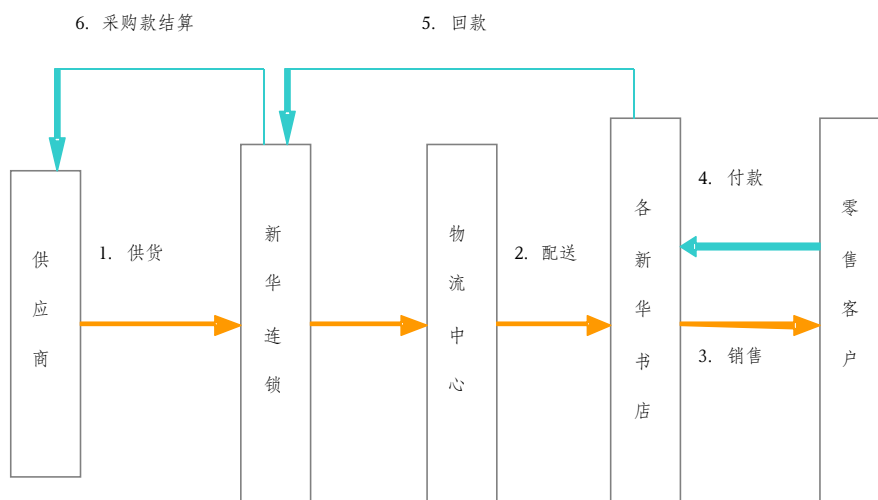 6. 采购款结算
5. 回款
4. 付款
1. 供货
2. 配送
3. 销售
供应商
新华连锁
物流中心
各新华书店
零售客户